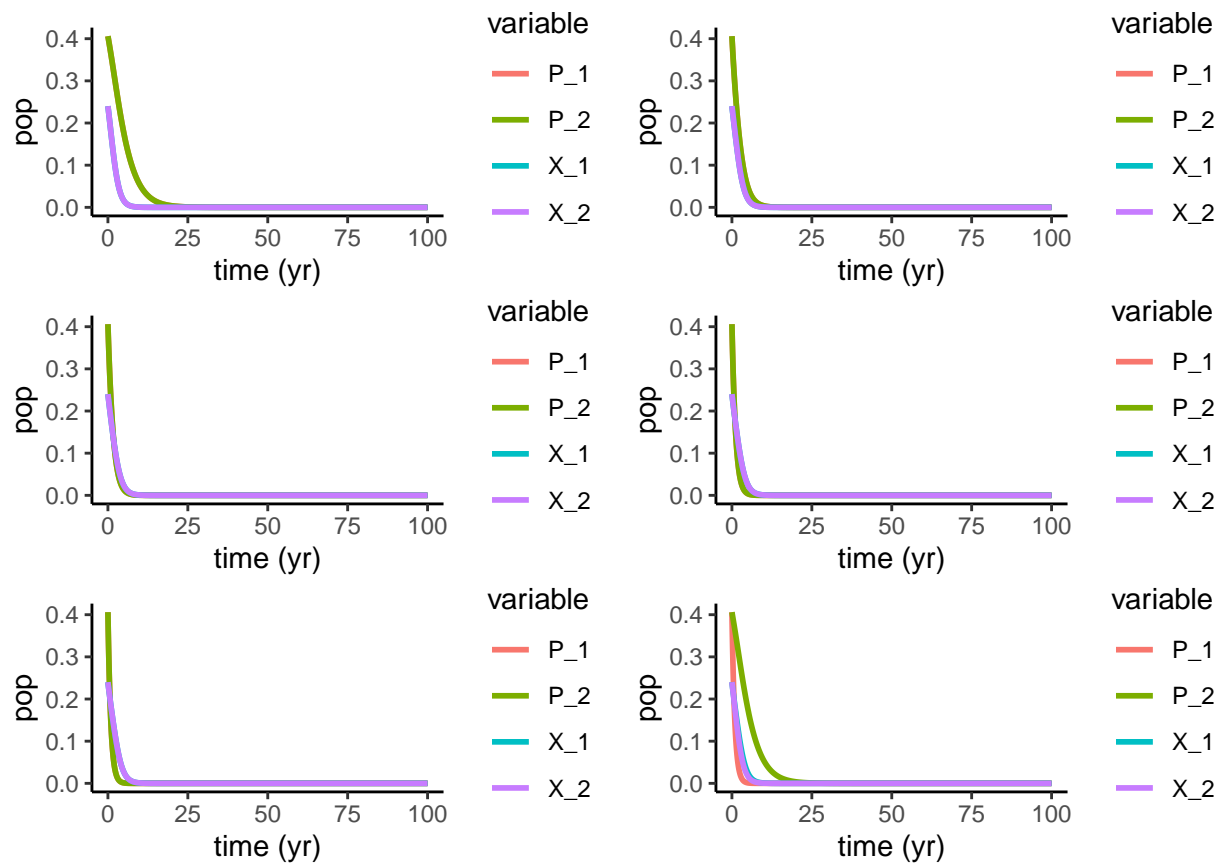 variable
0.4
0.3
0.2
0.1
0.0
pop
0 25 50 75 100
time (yr)
P_1
P_2
X_1
X_2
variable
0.4
0.3
0.2
0.1
0.0
pop
0 25 50 75 100
time (yr)
P_1
P_2
X_1
X_2
variable
0.4
0.3
0.2
0.1
0.0
pop
0 25 50 75 100
time (yr)
P_1
P_2
X_1
X_2
variable
0.4
0.3
0.2
0.1
0.0
pop
0 25 50 75 100
time (yr)
P_1
P_2
X_1
X_2
variable
0.4
0.3
0.2
0.1
0.0
pop
0 25 50 75 100
time (yr)
P_1
P_2
X_1
X_2
variable
0.4
0.3
0.2
0.1
0.0
pop
0 25 50 75 100
time (yr)
P_1
P_2
X_1
X_2